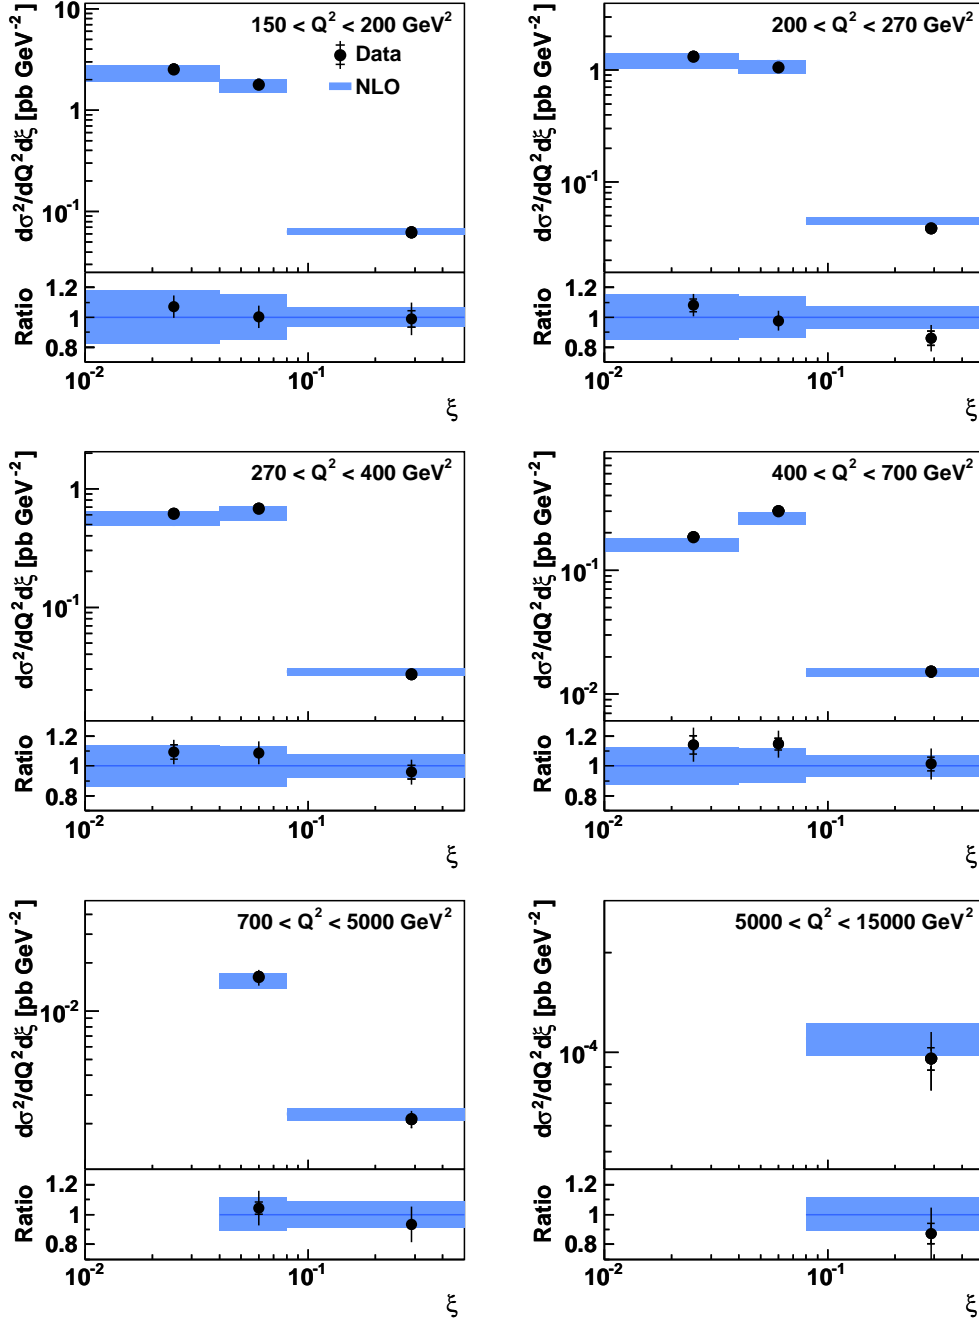 150 < Q² < 200 GeV²
Data
NLO
dσ²/dQ²dξ [pb GeV⁻²]
10
1
10⁻¹
Ratio
1.2
1
0.8
10⁻²
10⁻¹
ξ
200 < Q² < 270 GeV²
dσ²/dQ²dξ [pb GeV⁻²]
1
10⁻¹
Ratio
1.2
1
0.8
10⁻²
10⁻¹
ξ
270 < Q² < 400 GeV²
dσ²/dQ²dξ [pb GeV⁻²]
1
10⁻¹
Ratio
1.2
1
0.8
10⁻²
10⁻¹
ξ
400 < Q² < 700 GeV²
dσ²/dQ²dξ [pb GeV⁻²]
10⁻¹
10⁻²
Ratio
1.2
1
0.8
10⁻²
10⁻¹
ξ
700 < Q² < 5000 GeV²
dσ²/dQ²dξ [pb GeV⁻²]
10⁻²
Ratio
1.2
1
0.8
10⁻²
10⁻¹
ξ
5000 < Q² < 15000 GeV²
dσ²/dQ²dξ [pb GeV⁻²]
10⁻⁴
Ratio
1.2
1
0.8
10⁻²
10⁻¹
ξ